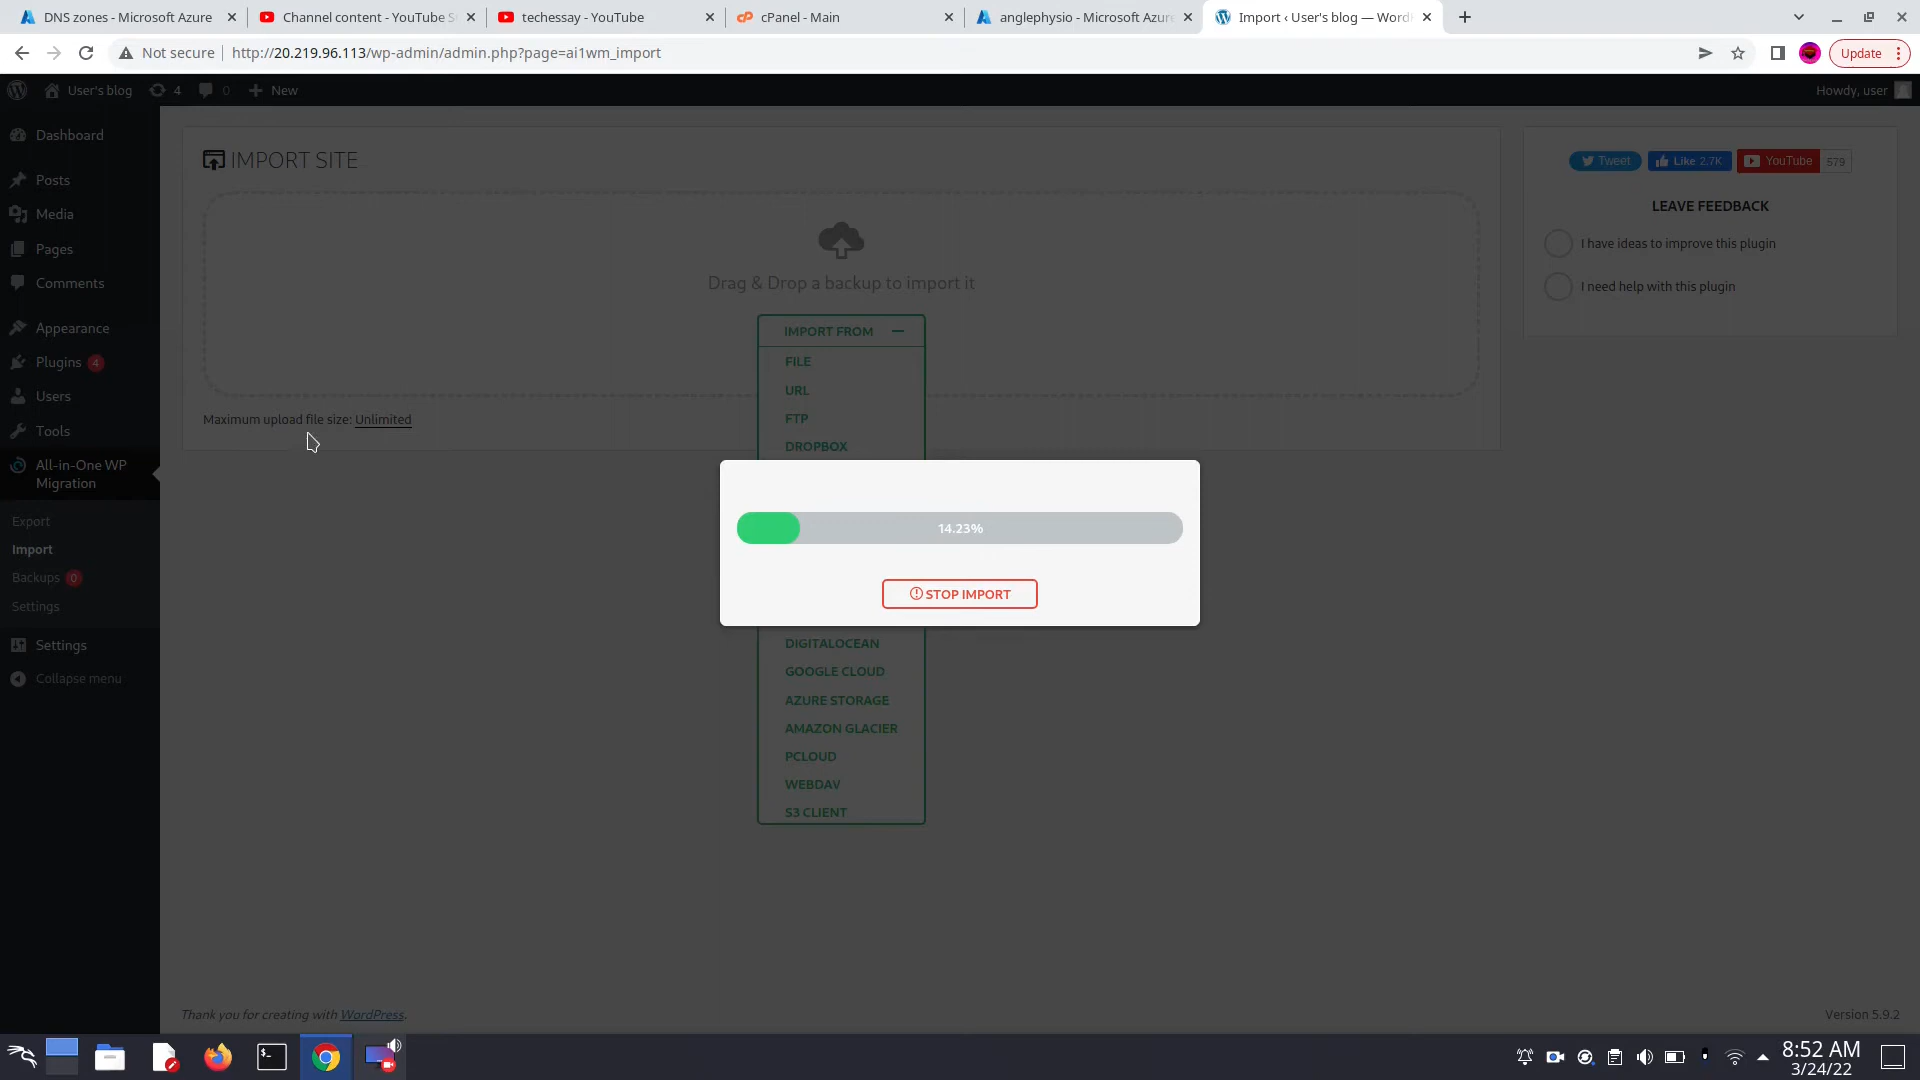 DNS zones - Microsoft Azure
Channel content - YouTube S
techessay - YouTube
cPanel - Main
anglephysio - Microsoft Azure
Import ‹ User's blog — Word
Not secure
http://20.219.96.113/wp-admin/admin.php?page=ai1wm_import
Update
User's blog
4
0
New
Howdy, user
Dashboard
Posts
Media
Pages
Comments
Appearance
Plugins 4
Users
Tools
All-in-One WP
Migration
Export
Import
Backups 0
Settings
Settings
Collapse menu
IMPORT SITE
Drag & Drop a backup to import it
IMPORT FROM
FILE
URL
FTP
DROPBOX
Maximum upload file size: Unlimited
14.23%
STOP IMPORT
DIGITALOCEAN
GOOGLE CLOUD
AZURE STORAGE
AMAZON GLACIER
PCLOUD
WEBDAV
S3 CLIENT
Tweet
Like 2.7K
YouTube 579
LEAVE FEEDBACK
I have ideas to improve this plugin
I need help with this plugin
Thank you for creating with WordPress.
Version 5.9.2
8:52 AM
3/24/22